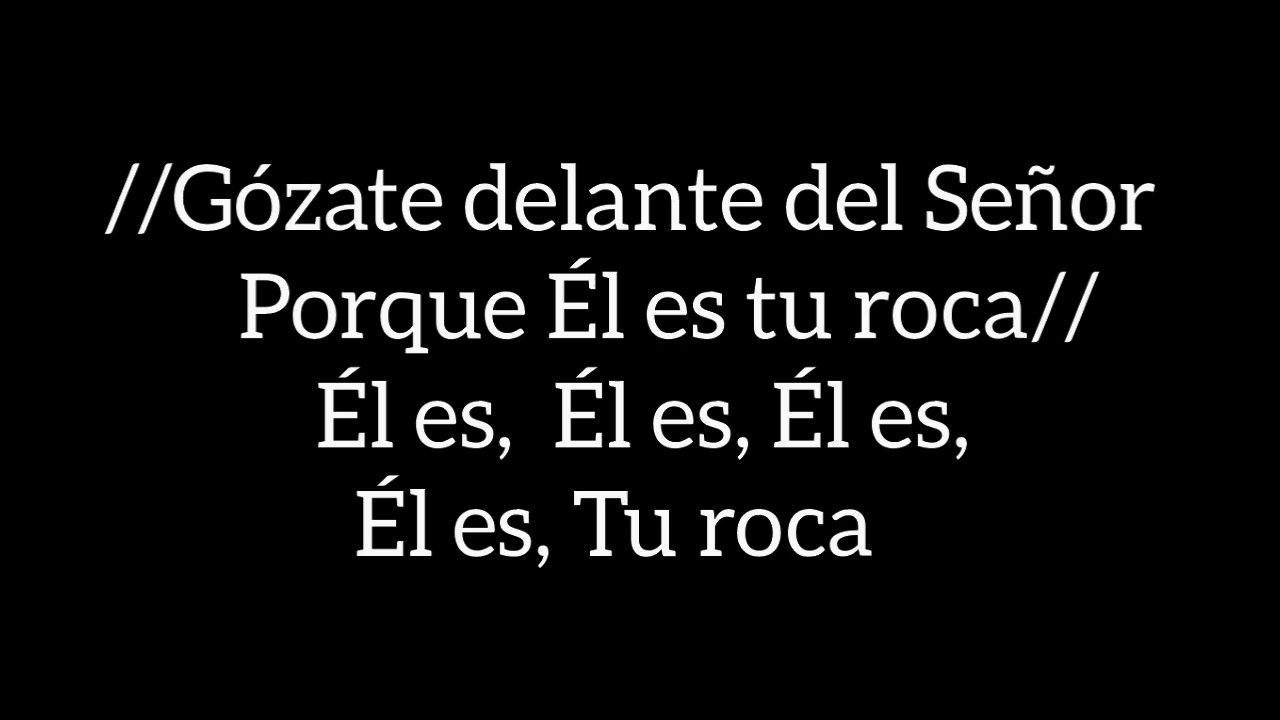 //Gózate delante del Señor
Porque Él es tu roca//
Él es, Él es, Él es,
Él es, Tu roca